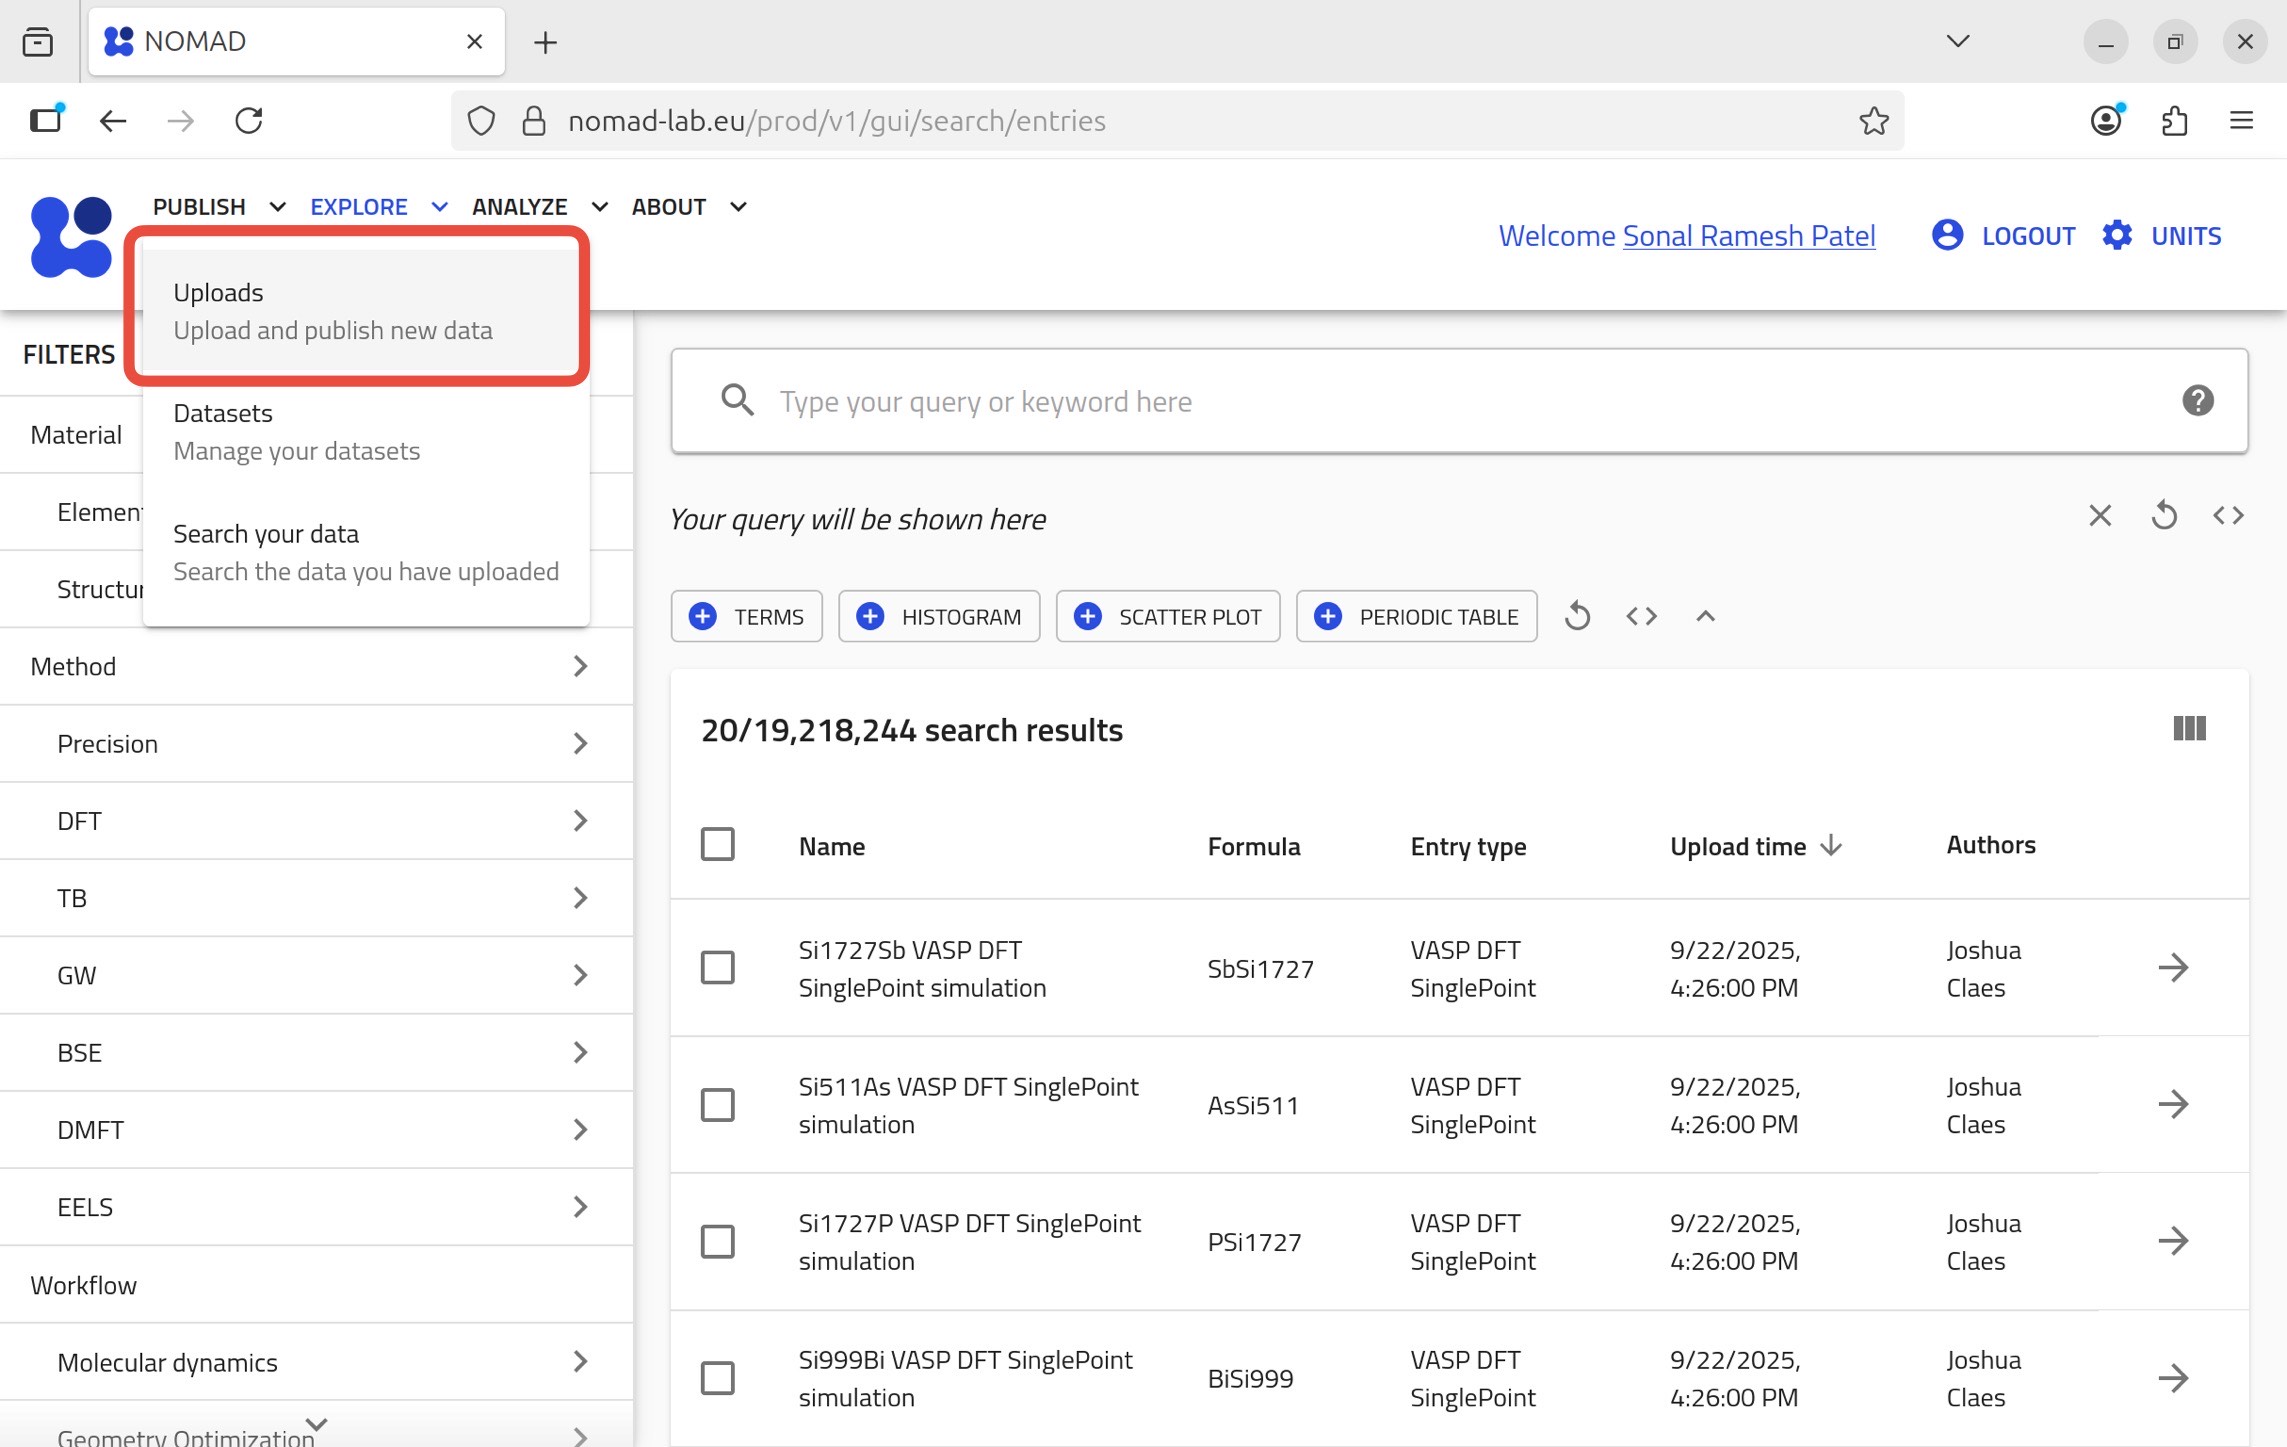 NOMAD
nomad-lab.eu/prod/v1/gui/search/entries
PUBLISH EXPLORE ANALYZE ABOUT
Welcome Sonal Ramesh Patel LOGOUT UNITS
Uploads
Upload and publish new data
Datasets
Manage your datasets
Search your data
Search the data you have uploaded
FILTERS
Material
Element
Structur
Method
Precision
DFT
TB
GW
BSE
DMFT
EELS
Workflow
Molecular dynamics
Geometry Optimization
Type your query or keyword here
Your query will be shown here
TERMS HISTOGRAM SCATTER PLOT PERIODIC TABLE
20/19,218,244 search results
Name Formula Entry type Upload time Authors
Si1727Sb VASP DFT
SinglePoint simulation
SbSi1727
VASP DFT
SinglePoint
9/22/2025,
4:26:00 PM
Joshua
Claes
Si511As VASP DFT SinglePoint
simulation
AsSi511
VASP DFT
SinglePoint
9/22/2025,
4:26:00 PM
Joshua
Claes
Si1727P VASP DFT SinglePoint
simulation
PSi1727
VASP DFT
SinglePoint
9/22/2025,
4:26:00 PM
Joshua
Claes
Si999Bi VASP DFT SinglePoint
simulation
BiSi999
VASP DFT
SinglePoint
9/22/2025,
4:26:00 PM
Joshua
Claes